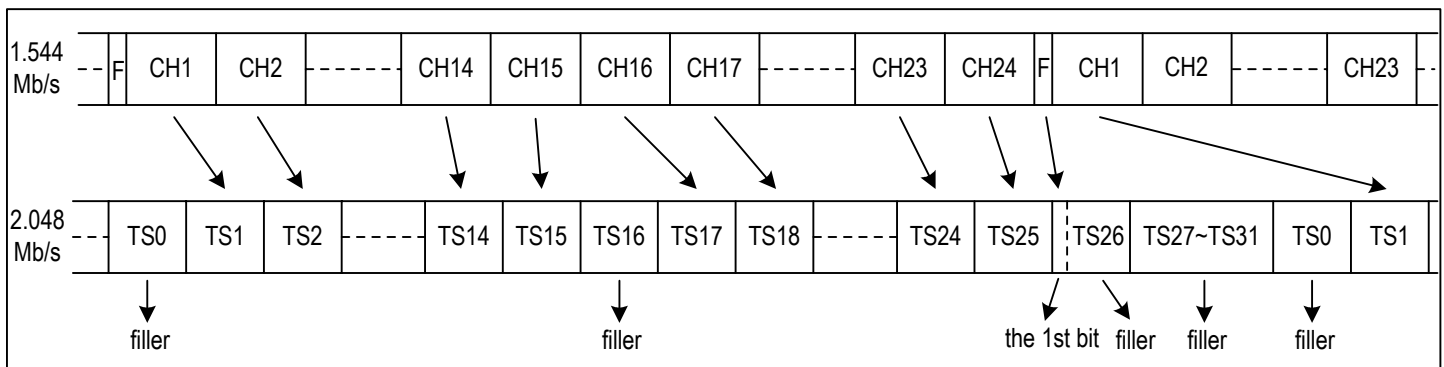 1.544
Mb/s
F CH1 CH2 CH14 CH15 CH16 CH17 CH23 CH24 F CH1 CH2 CH23
2.048
Mb/s
TS0 TS1 TS2 TS14 TS15 TS16 TS17 TS18 TS24 TS25 TS26 TS27~TS31 TS0 TS1
filler filler the 1st bit filler filler filler